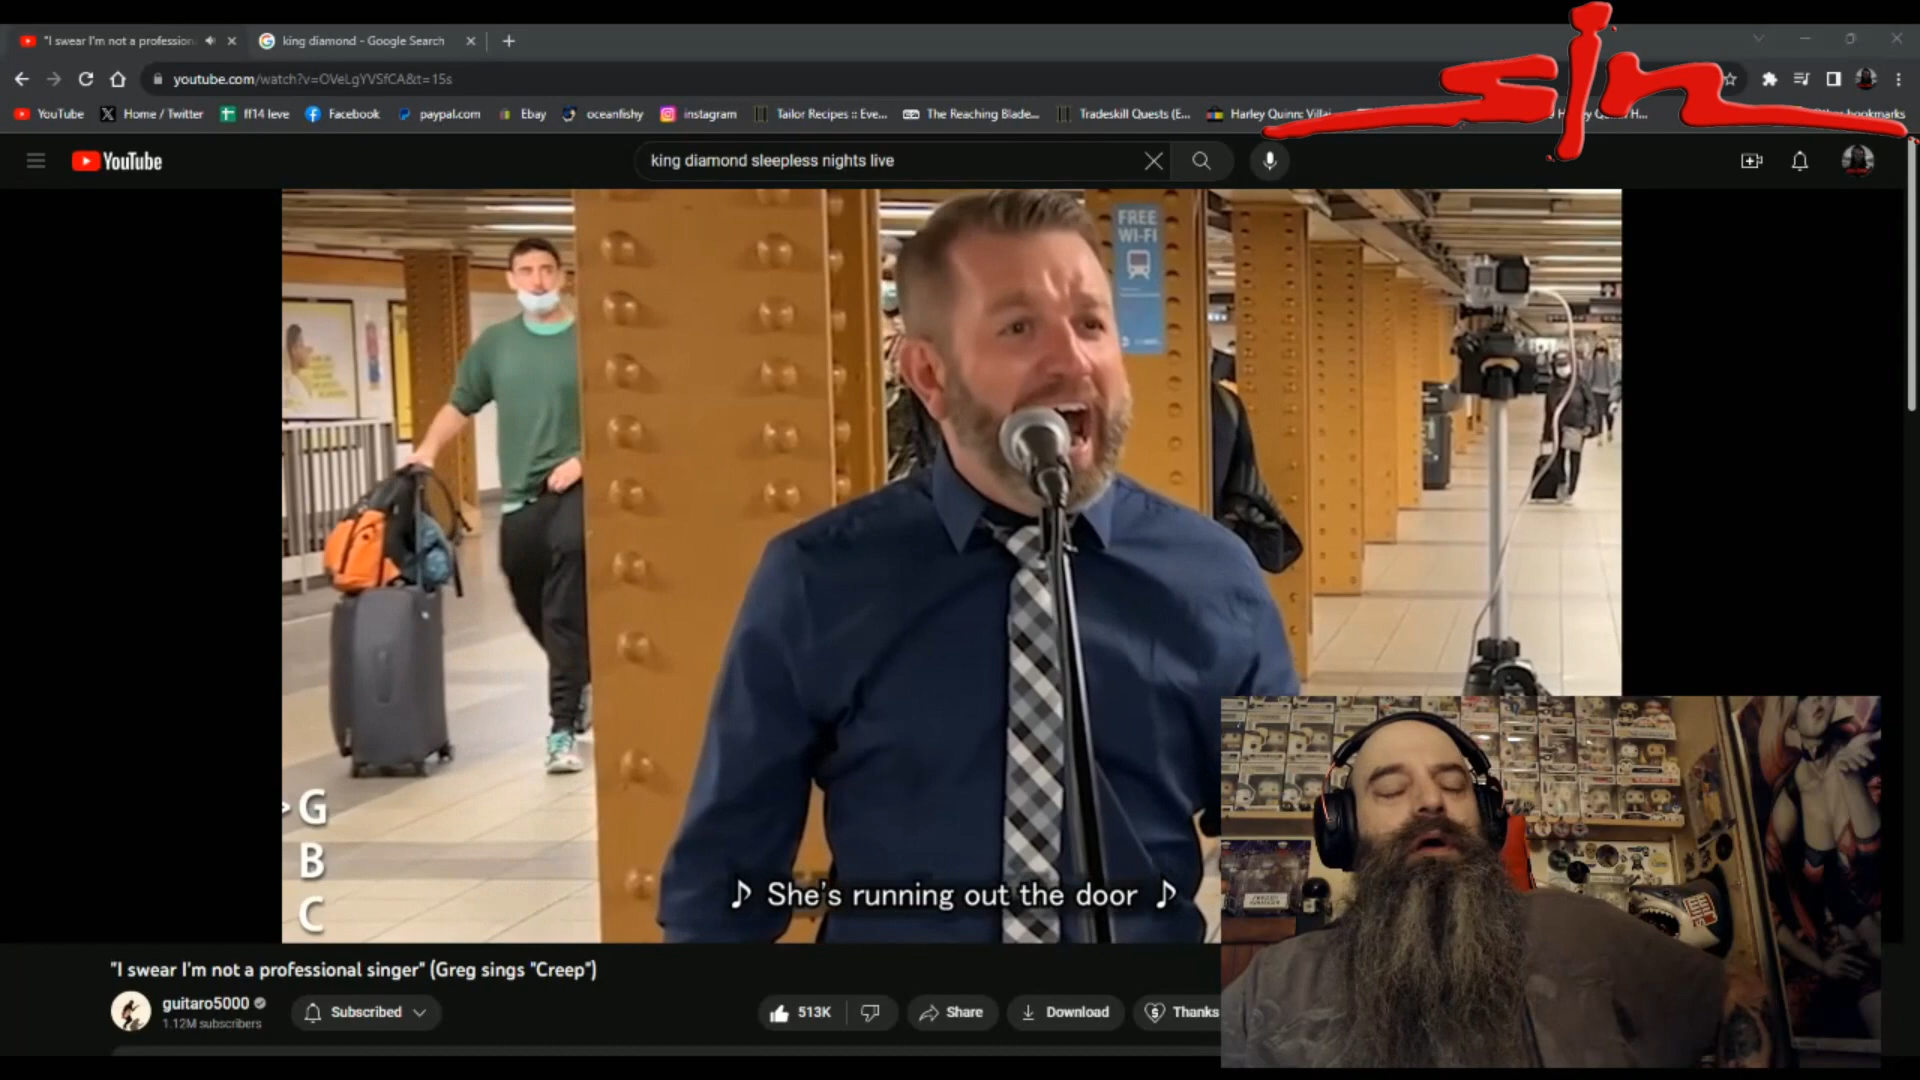 "I swear I'm not a profession
king diamond - Google Search
youtube.com/watch?v=OVeLgYVSfCA&t=15s
sin
YouTube
Home / Twitter
ff14 leve
Facebook
paypal.com
Ebay
oceanfishy
instagram
Tailor Recipes :: Eve...
The Reaching Blade...
Tradeskill Quests (E...
Harley Quinn: Villai
bookmarks
YouTube
king diamond sleepless nights live
FREE
WI-FI
G
B
C
♪ She's running out the door ♪
"I swear I'm not a professional singer" (Greg sings "Creep")
guitaro5000
1.12M subscribers
Subscribed
513K
Share
Download
Thanks